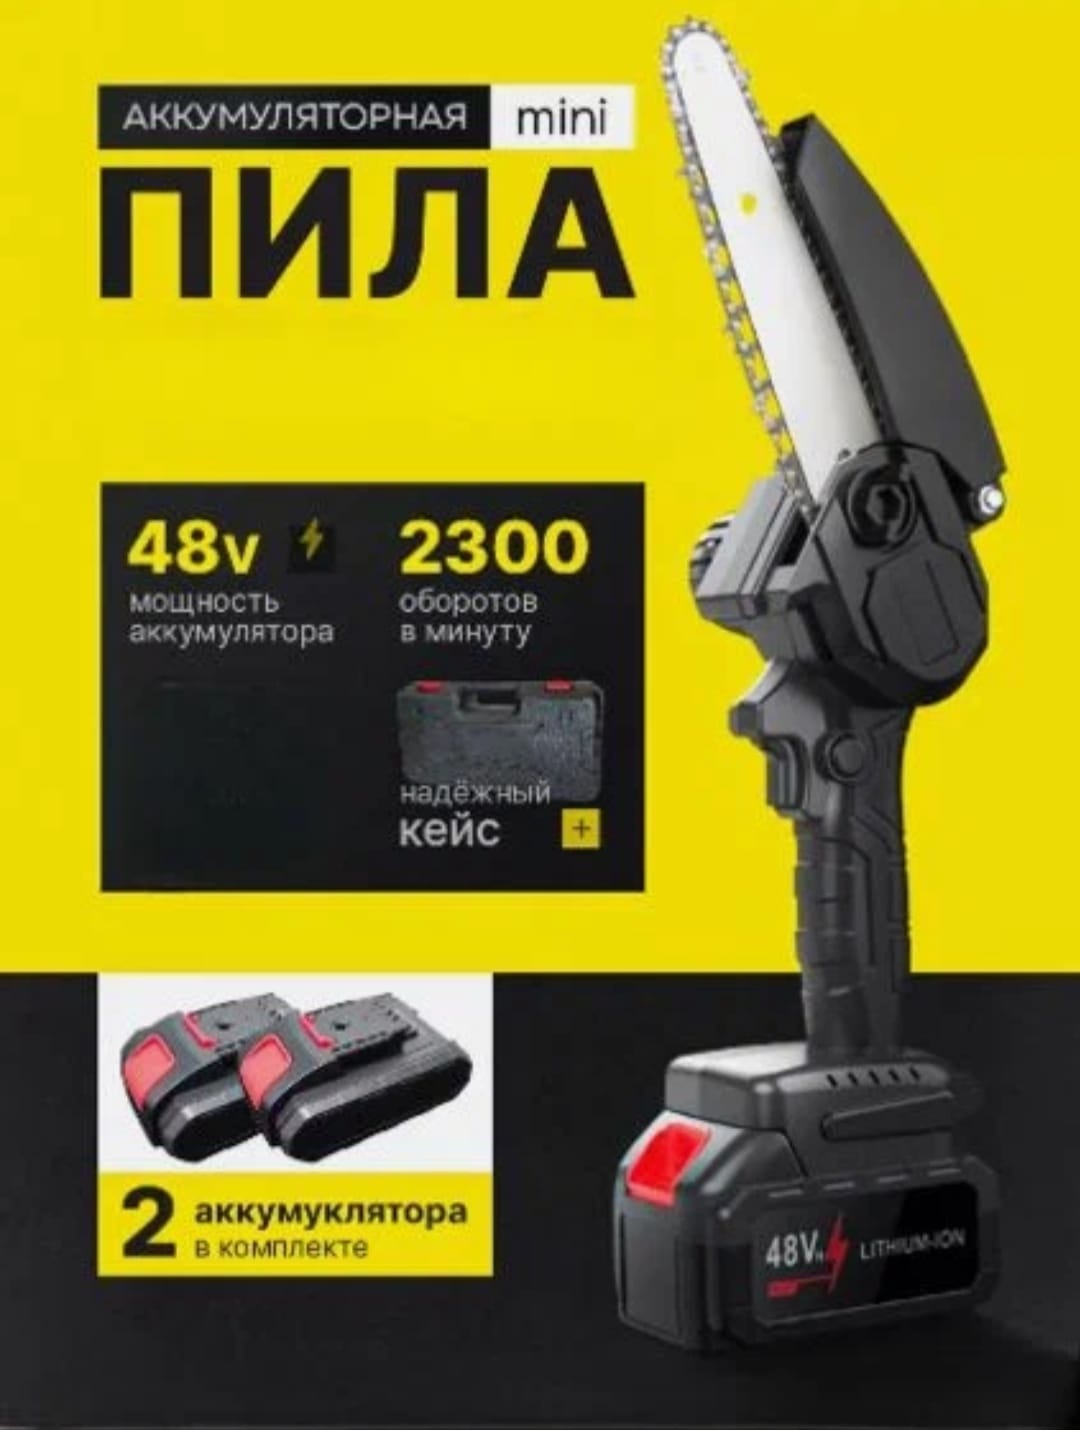 АККУМУЛЯТОРНАЯ mini
ПИЛА
48v
мощность
аккумулятора
2300
оборотов
в минуту
надёжный
кейс +
2 аккумуклятора
в комплекте
48V LITHIUM-ION